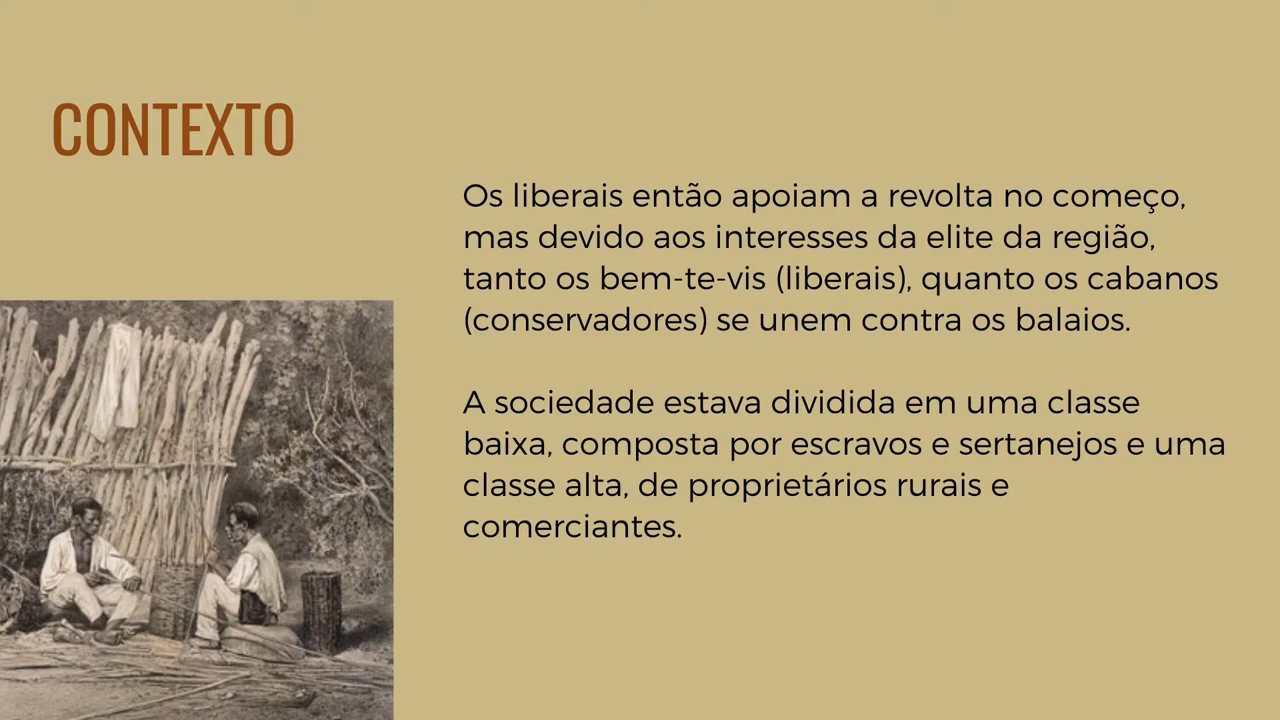 CONTEXTO
Os liberais então apoiam a revolta no começo,
mas devido aos interesses da elite da região,
tanto os bem-te-vis (liberais), quanto os cabanos
(conservadores) se unem contra os balaios.
A sociedade estava dividida em uma classe
baixa, composta por escravos e sertanejos e uma
classe alta, de proprietários rurais e
comerciantes.